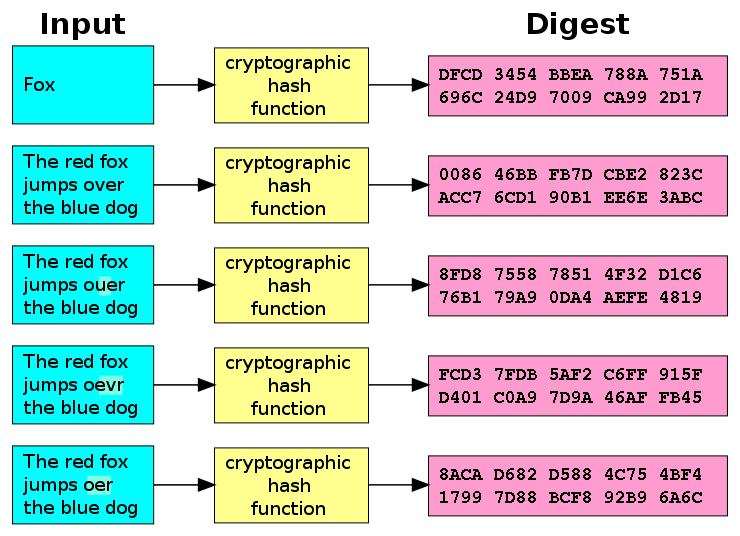 Input
Digest
Fox
cryptographic
hash
function
DFCD 3454 BBEA 788A 751A
696C 24D9 7009 CA99 2D17
The red fox
jumps over
the blue dog
cryptographic
hash
function
0086 46BB FB7D CBE2 823C
ACC7 6CD1 90B1 EE6E 3ABC
The red fox
jumps ouer
the blue dog
cryptographic
hash
function
8FD8 7558 7851 4F32 D1C6
76B1 79A9 0DA4 AEFE 4819
The red fox
jumps oevr
the blue dog
cryptographic
hash
function
FCD3 7FDB 5AF2 C6FF 915F
D401 C0A9 7D9A 46AF FB45
The red fox
jumps oer
the blue dog
cryptographic
hash
function
8ACA D682 D588 4C75 4BF4
1799 7D88 BCF8 92B9 6A6C